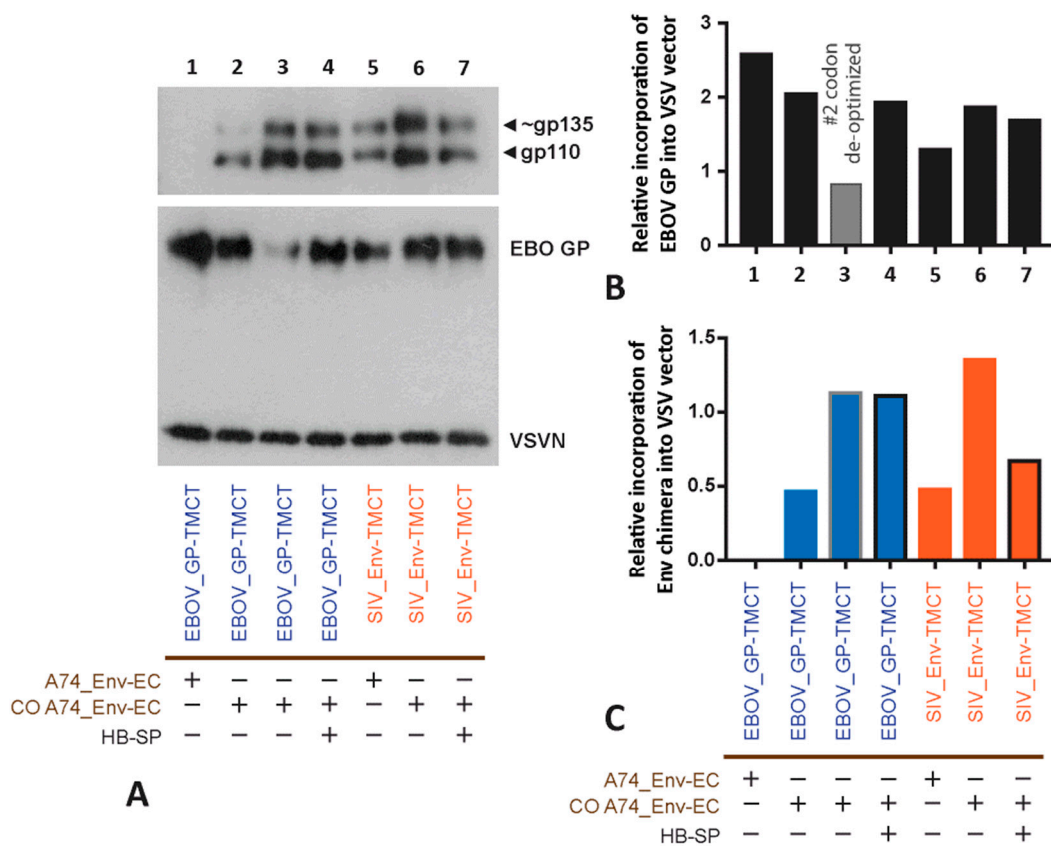 1 2 3 4 5 6 7
~gp135
gp110
EBO GP
VSVN
EBOV_GP-TMCT
EBOV_GP-TMCT
EBOV_GP-TMCT
EBOV_GP-TMCT
SIV_Env-TMCT
SIV_Env-TMCT
SIV_Env-TMCT
A74_Env-EC + − − − + − −
CO A74_Env-EC − + + + − + +
HB-SP − − − + − − +
A
Relative incorporation of
EBOV GP into VSV vector
3
2
1
0
#2 codon
de-optimized
1 2 3 4 5 6 7
B
Relative incorporation of
Env chimera into VSV vector
1.5
1.0
0.5
0.0
EBOV_GP-TMCT
EBOV_GP-TMCT
EBOV_GP-TMCT
EBOV_GP-TMCT
SIV_Env-TMCT
SIV_Env-TMCT
SIV_Env-TMCT
C
A74_Env-EC + − − − + − −
CO A74_Env-EC − + + + − + +
HB-SP − − − + − − +